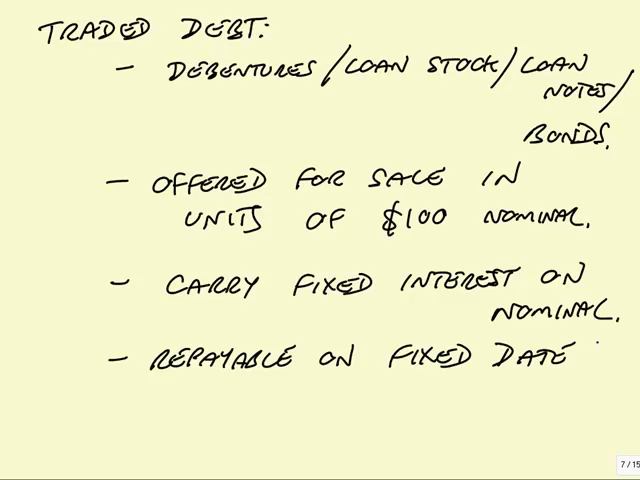 TRADED DEBT:
- DEBENTURES/LOAN STOCK/LOAN
NOTES/
BONDS.
- OFFERED FOR SALE IN
UNITS OF $100 NOMINAL.
- CARRY FIXED INTEREST ON
NOMINAL.
- REPAYABLE ON FIXED DATE
7 / 15